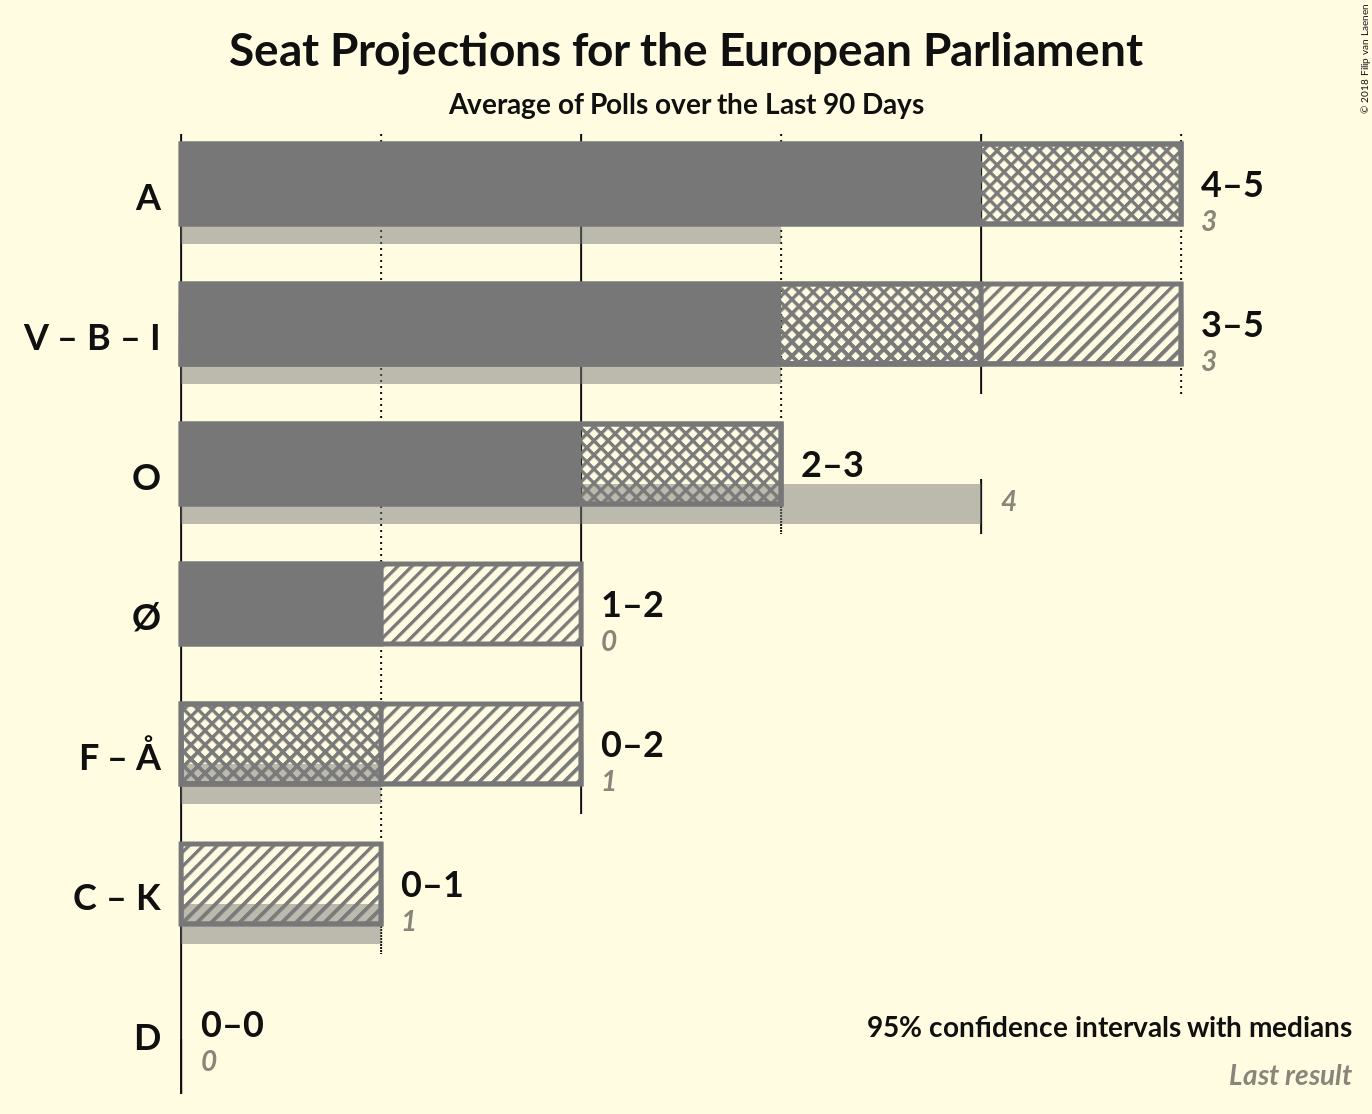 Seat Projections for the European Parliament
Average of Polls over the Last 90 Days
© 2018 Filip van Laenen
A
4–5
3
V – B – I
3–5
3
O
2–3
4
Ø
1–2
0
F – Å
0–2
1
C – K
0–1
1
D
0–0
0
95% confidence intervals with medians
Last result